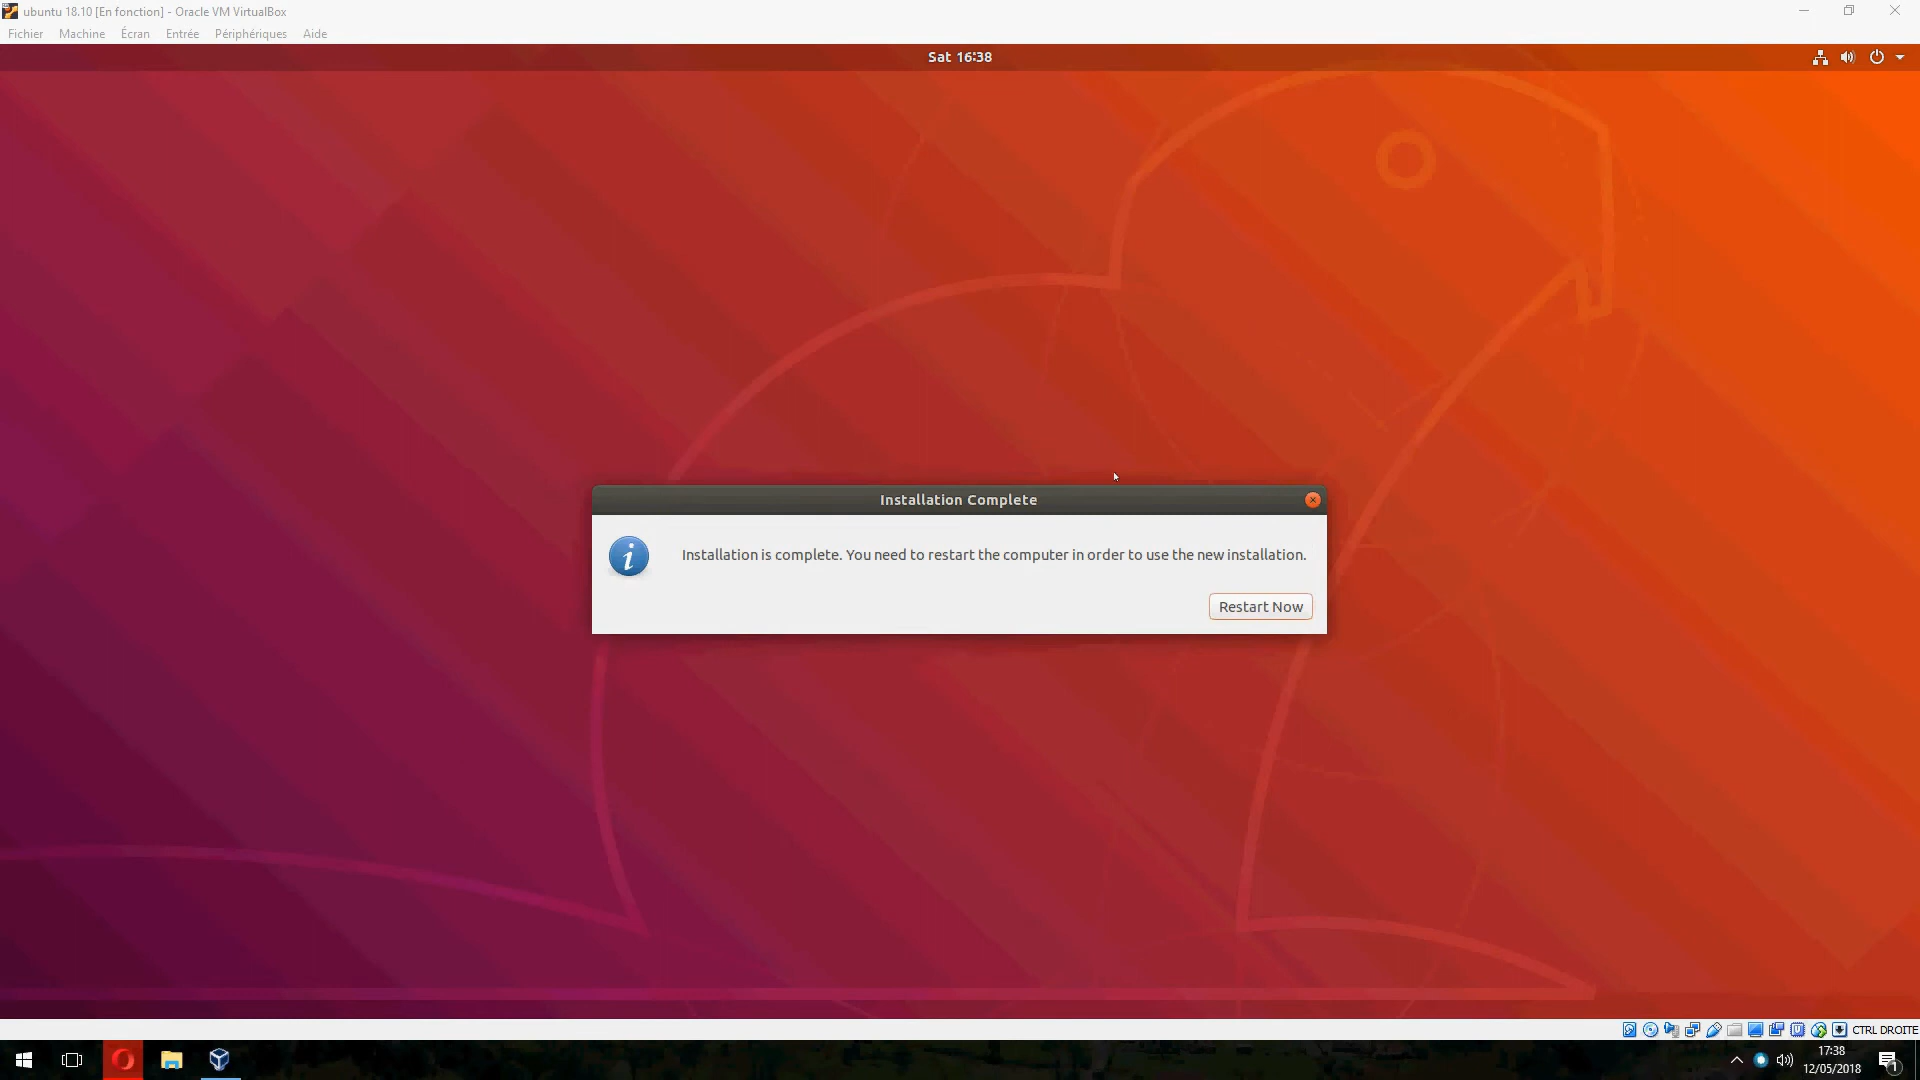 ubuntu 18.10 [En fonction] - Oracle VM VirtualBox
Fichier Machine Écran Entrée Périphériques Aide
Sat 16:38
Installation Complete
Installation is complete. You need to restart the computer in order to use the new installation.
Restart Now
CTRL DROITE
17:38
12/05/2018
1